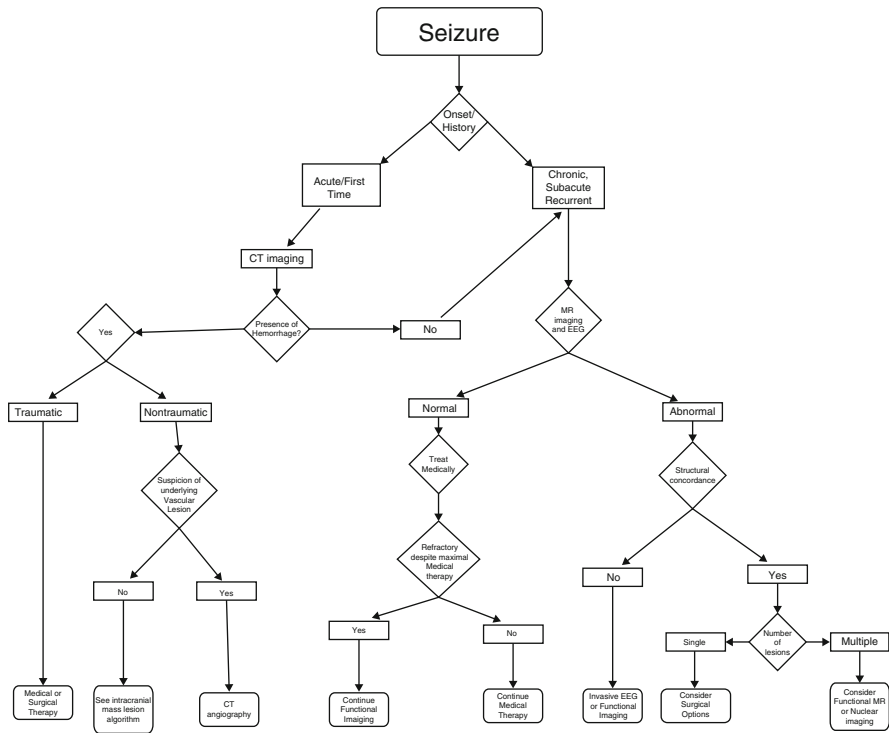 Seizure
Onset/
History
Acute/First
Time
Chronic,
Subacute
Recurrent
CT imaging
Presence of
Hemorrhage?
Yes
No
MR
imaging
and EEG
Traumatic
Nontraumatic
Normal
Abnormal
Suspicion of
underlying
Vascular
Lesion
Treat
Medically
Structural
concordance
Refractory
despite maximal
Medical
therapy
No
Yes
No
Yes
Yes
No
Single
Number
of
lesions
Multiple
Medical or
Surgical
Therapy
See intracranial
mass lesion
algorithm
CT
angiography
Continue
Functional
Imaiging
Continue
Medical
Therapy
Invasive EEG
or Functional
Imaging
Consider
Surgical
Options
Consider
Functional MR
or Nuclear
imaging